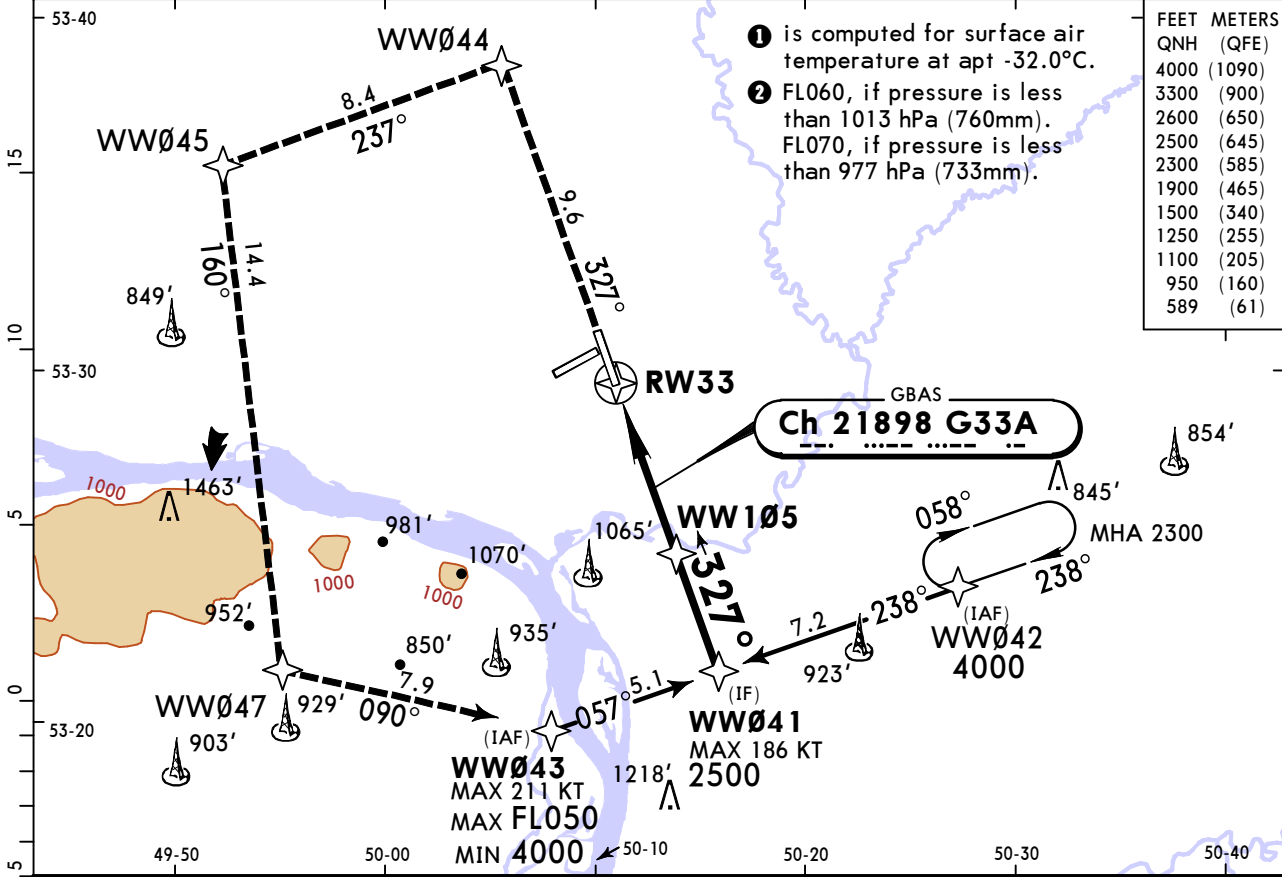 53-40
WWØ44
8.4
237°
WWØ45
❶ is computed for surface air
temperature at apt -32.0°C.
❷ FL060, if pressure is less
than 1013 hPa (760mm).
FL070, if pressure is less
than 977 hPa (733mm).
FEET METERS
QNH (QFE)
4000 (1090)
3300 (900)
2600 (650)
2500 (645)
2300 (585)
1900 (465)
1500 (340)
1250 (255)
1100 (205)
950 (160)
589 (61)
15
9.6
327°
14.4
160°
849'
10
53-30
RW33
GBAS
Ch 21898 G33A
854'
845'
1000
1463'
5
981'
1065'
WW1Ø5
058°
MHA 2300
1070'
1000
1000
327°
238°
238°
952'
935'
7.2
(IAF)
WWØ42
4000
923'
850'
7.9
090°
WWØ47
929'
0
53-20
903'
057°
5.1
(IF)
WWØ41
MAX 186 KT
2500
(IAF)
WWØ43
MAX 211 KT
MAX FL050
MIN 4000
1218'
5
49-50
50-00
50-10
50-20
50-30
50-40